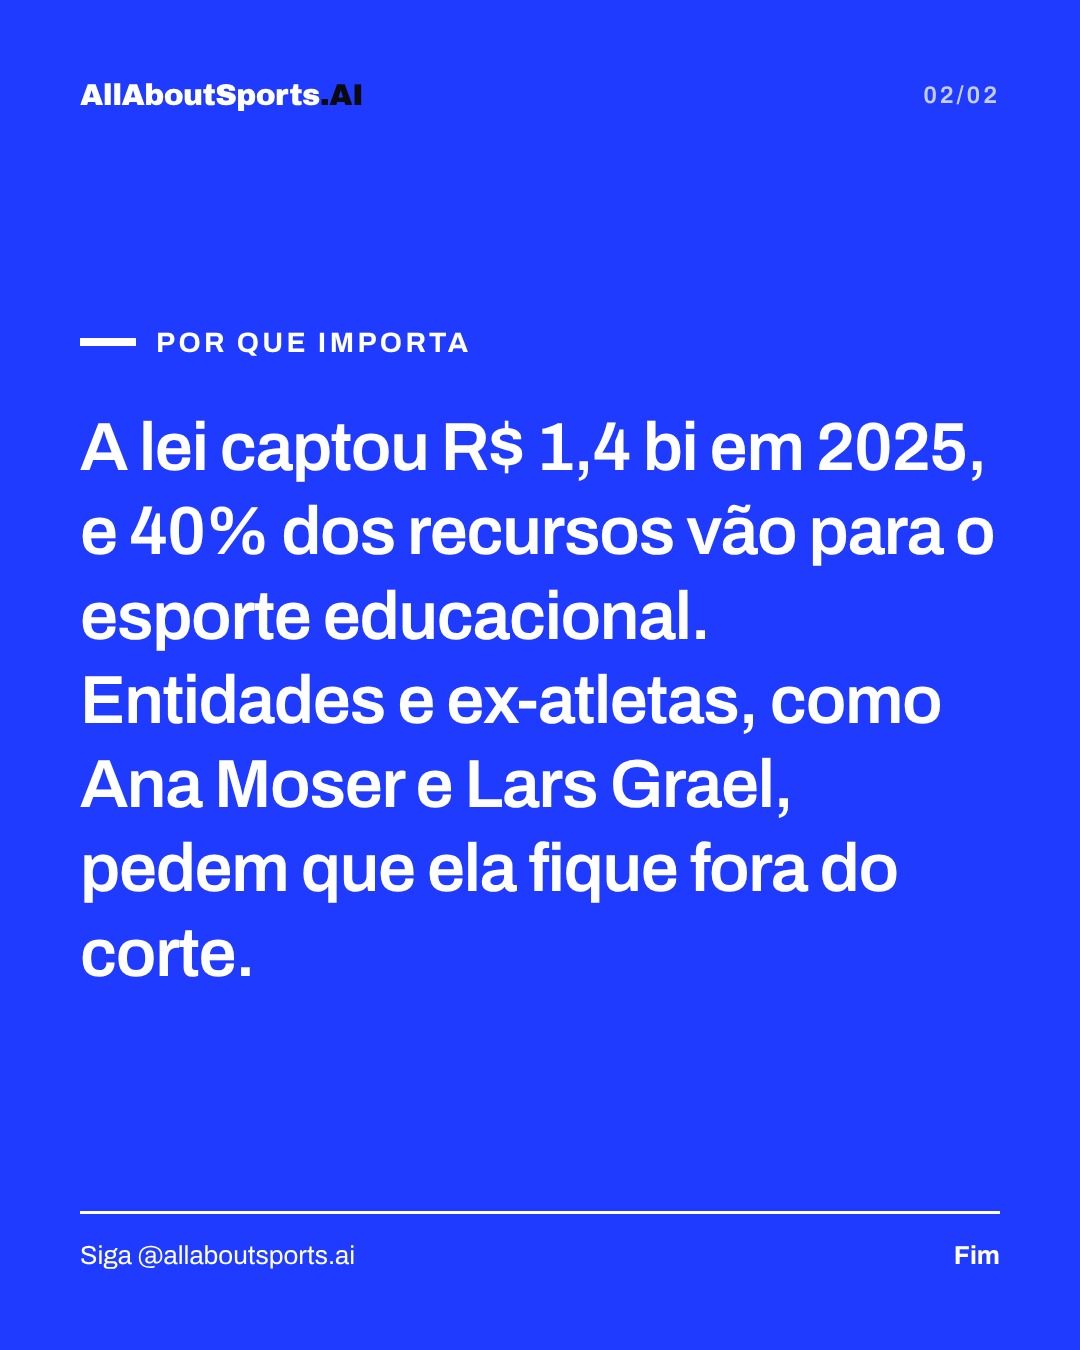 AllAboutSports.AI
02/02
POR QUE IMPORTA
A lei captou R$ 1,4 bi em 2025,
e 40% dos recursos vão para o
esporte educacional.
Entidades e ex-atletas, como
Ana Moser e Lars Grael,
pedem que ela fique fora do
corte.
Siga @allaboutsports.ai
Fim